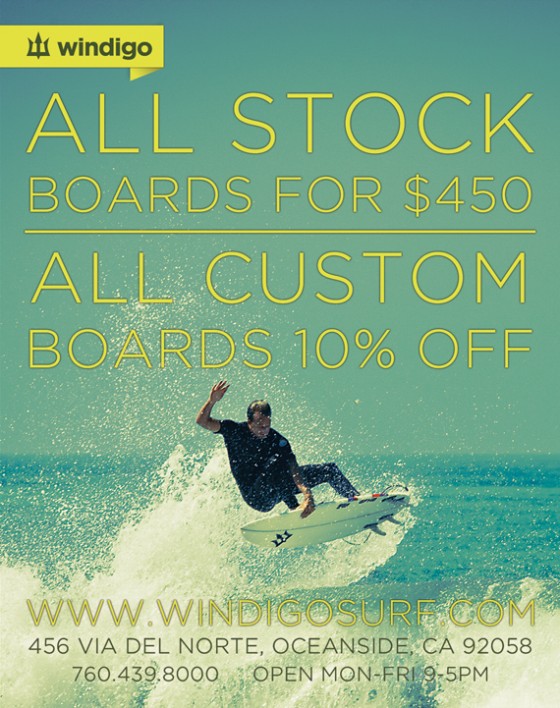 windigo
ALL STOCK
BOARDS FOR $450
ALL CUSTOM
BOARDS 10% OFF
WWW.WINDIGOSURF.COM
456 VIA DEL NORTE, OCEANSIDE, CA 92058
760.439.8000 OPEN MON-FRI 9-5PM